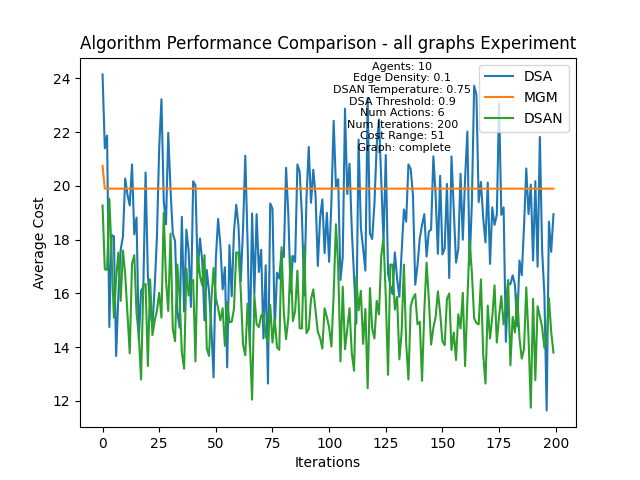 Algorithm Performance Comparison - all graphs Experiment
Agents: 10
Edge Density: 0.1
DSAN Temperature: 0.75
DSA Threshold: 0.9
Num Actions: 6
Num Iterations: 200
Cost Range: 51
Graph: complete
DSA
MGM
DSAN
Average Cost
24
22
20
18
16
14
12
0 25 50 75 100 125 150 175 200
Iterations